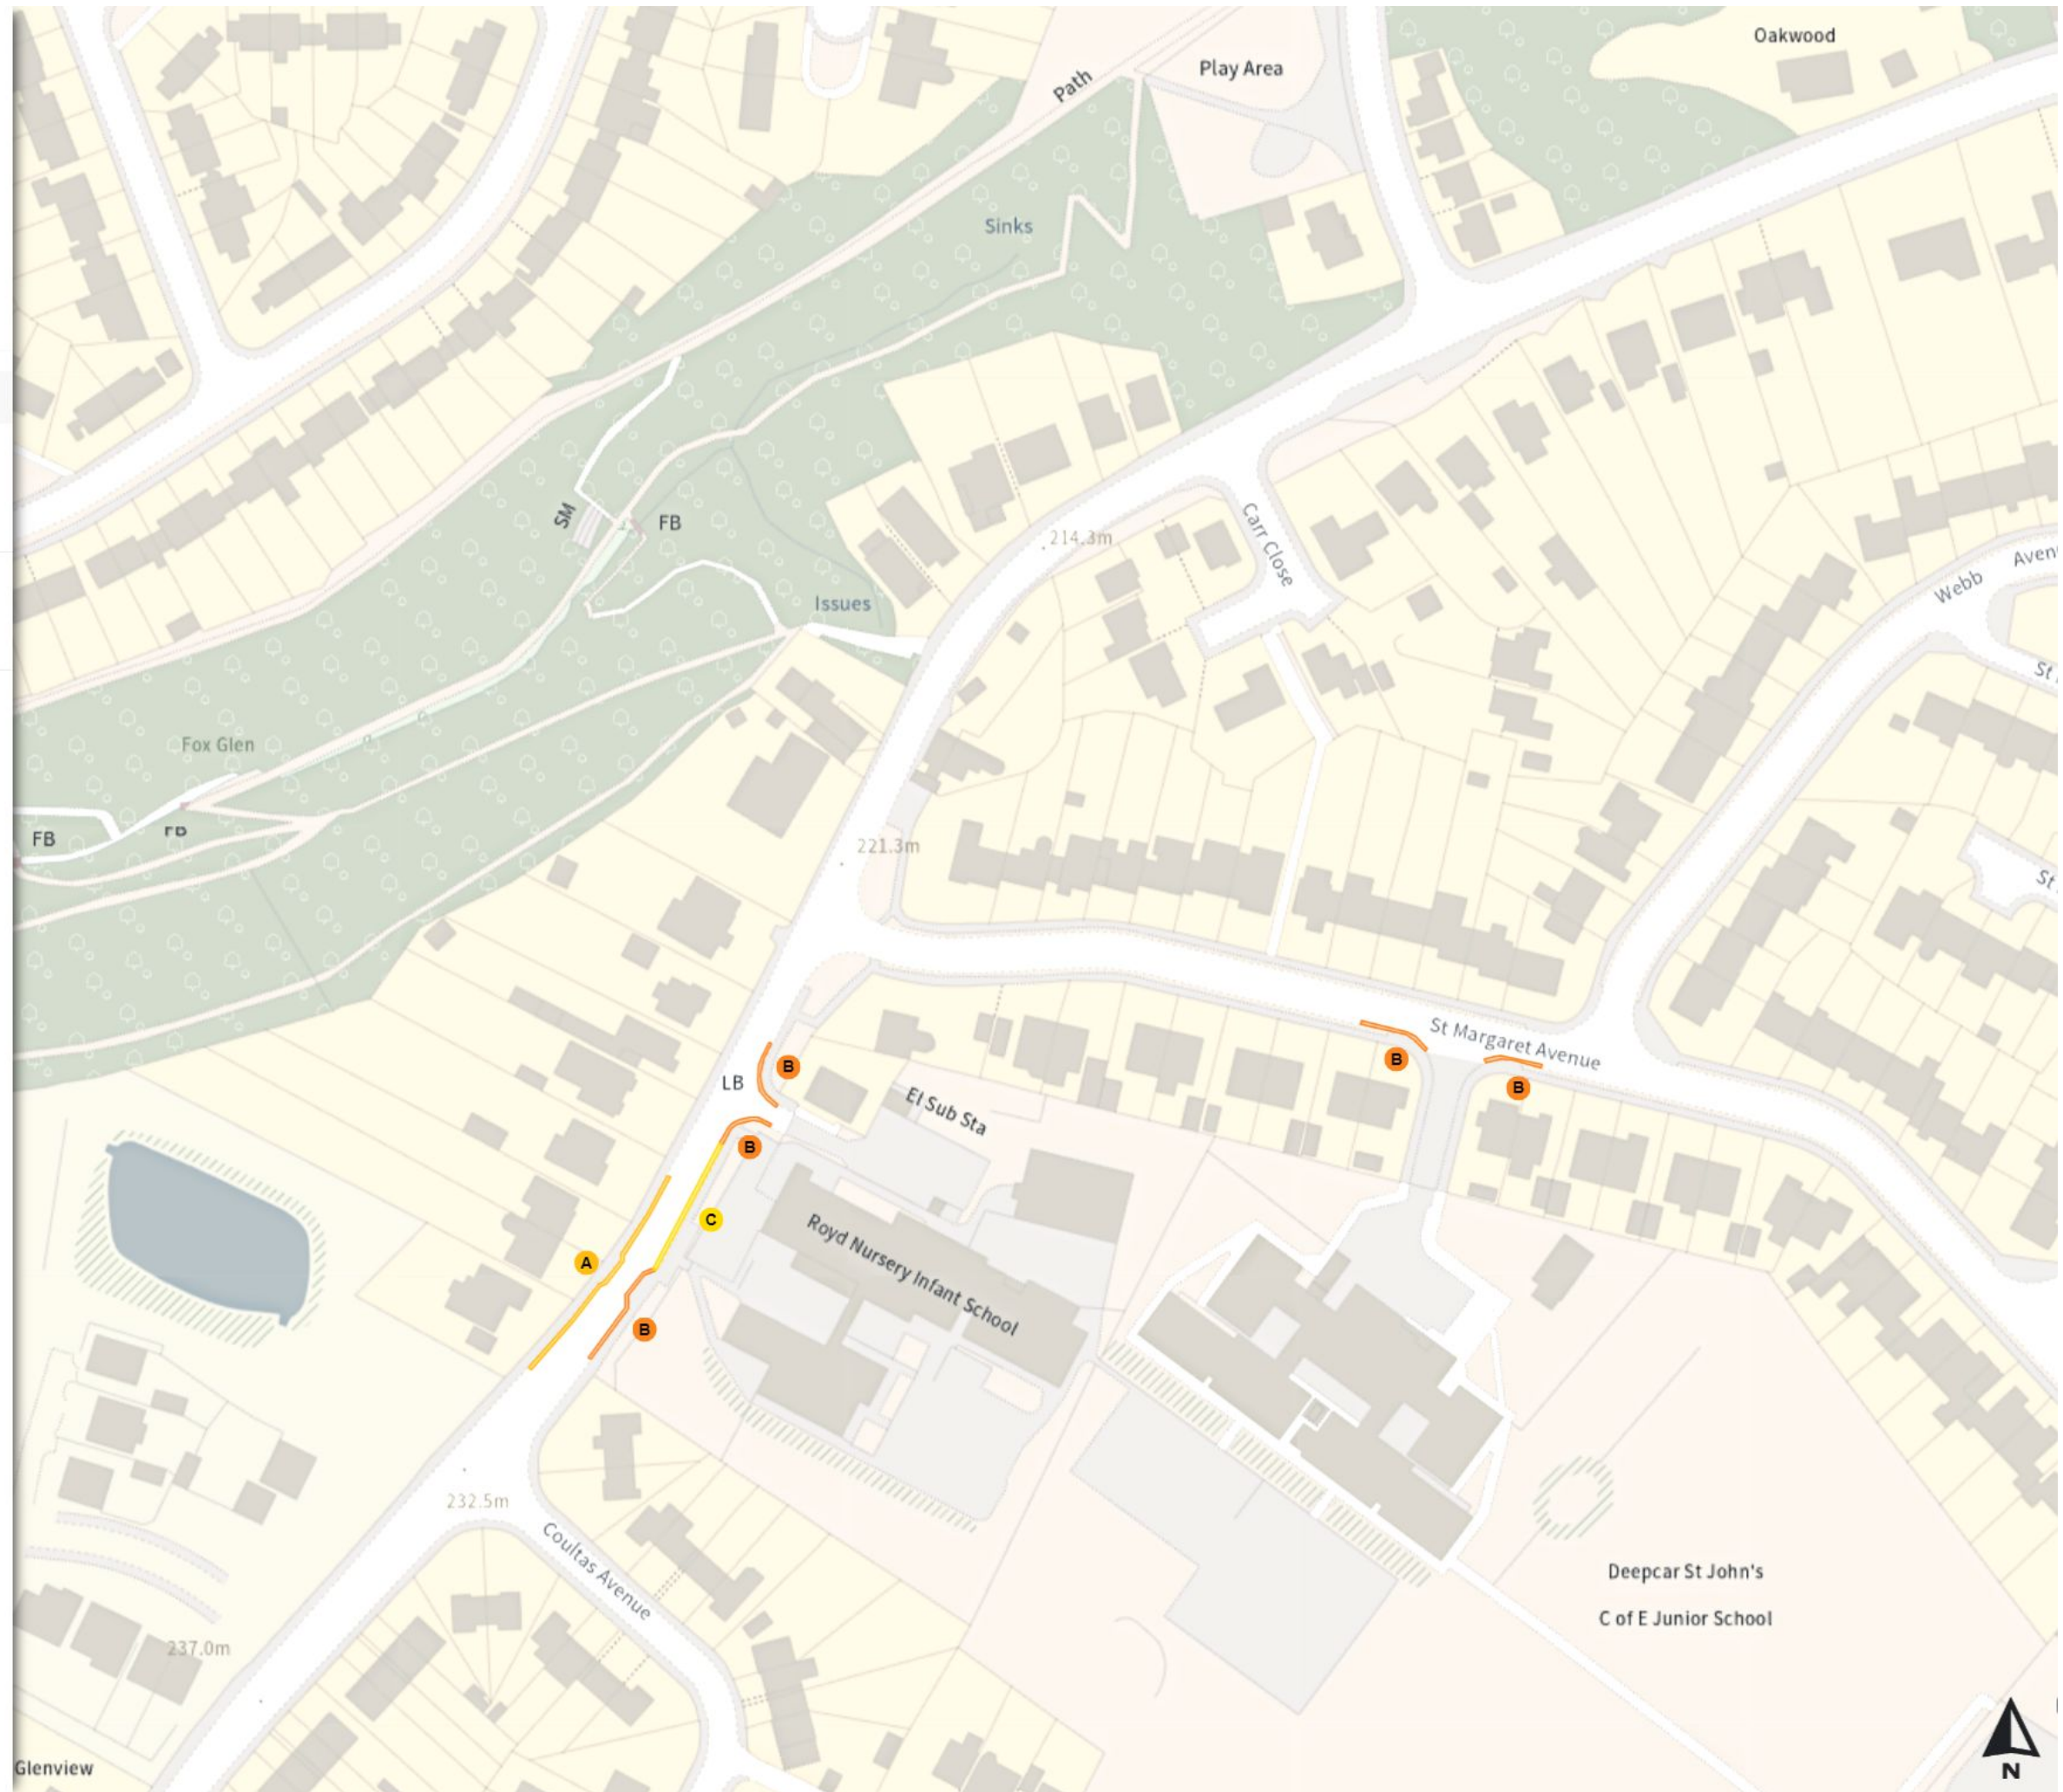 Oakwood
Play Area
Path
Sinks
SM
FB
Carr Close
214.3m
Webb
Issues
Fox Glen
FB
FB
221.3m
St Margaret Avenue
LB
B
B
B
B
El Sub Sta
C
A
B
Royd Nursery Infant School
232.5m
Coultas Avenue
Deepcar St John's
C of E Junior School
237.0m
Glenview
N